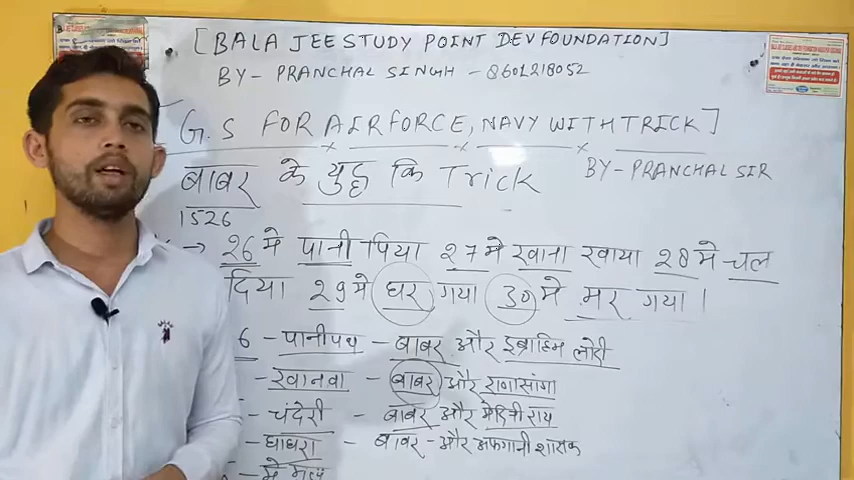 [BALA JEE STUDY POINT DEV FOUNDATION]
BY- PRANCHAL SINGH - 8601218052
G.S FOR AIRFORCE, NAVY WITH TRICK]
बाबर के युद्ध कि Trick
BY- PRANCHAL SIR
1526
→ 26 मे पानी पिया 27 मे खाना खाया 28 मे चल
दिया 29 मे घर गया 30 मे मर गया।
6 - पानीपथ - बाबर और इब्राहिम लोदी
- खानवा - बाबर और राणासांगा
- चंदेरी - बाबर और मेदिनी राय
- घाघरा - बाबर - और अफगानी शासक
- मे